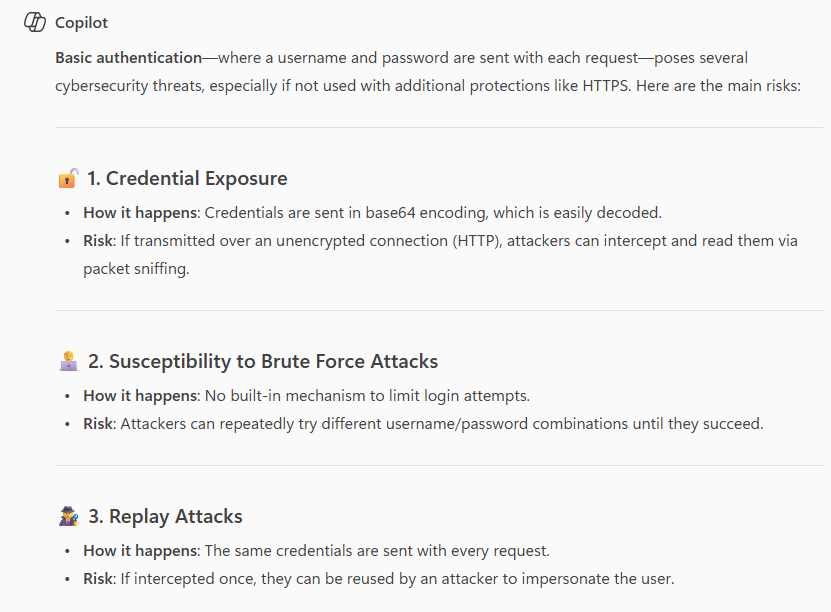 Copilot
Basic authentication—where a username and password are sent with each request—poses several
cybersecurity threats, especially if not used with additional protections like HTTPS. Here are the main risks:
1. Credential Exposure
• How it happens: Credentials are sent in base64 encoding, which is easily decoded.
• Risk: If transmitted over an unencrypted connection (HTTP), attackers can intercept and read them via
packet sniffing.
2. Susceptibility to Brute Force Attacks
• How it happens: No built-in mechanism to limit login attempts.
• Risk: Attackers can repeatedly try different username/password combinations until they succeed.
3. Replay Attacks
• How it happens: The same credentials are sent with every request.
• Risk: If intercepted once, they can be reused by an attacker to impersonate the user.